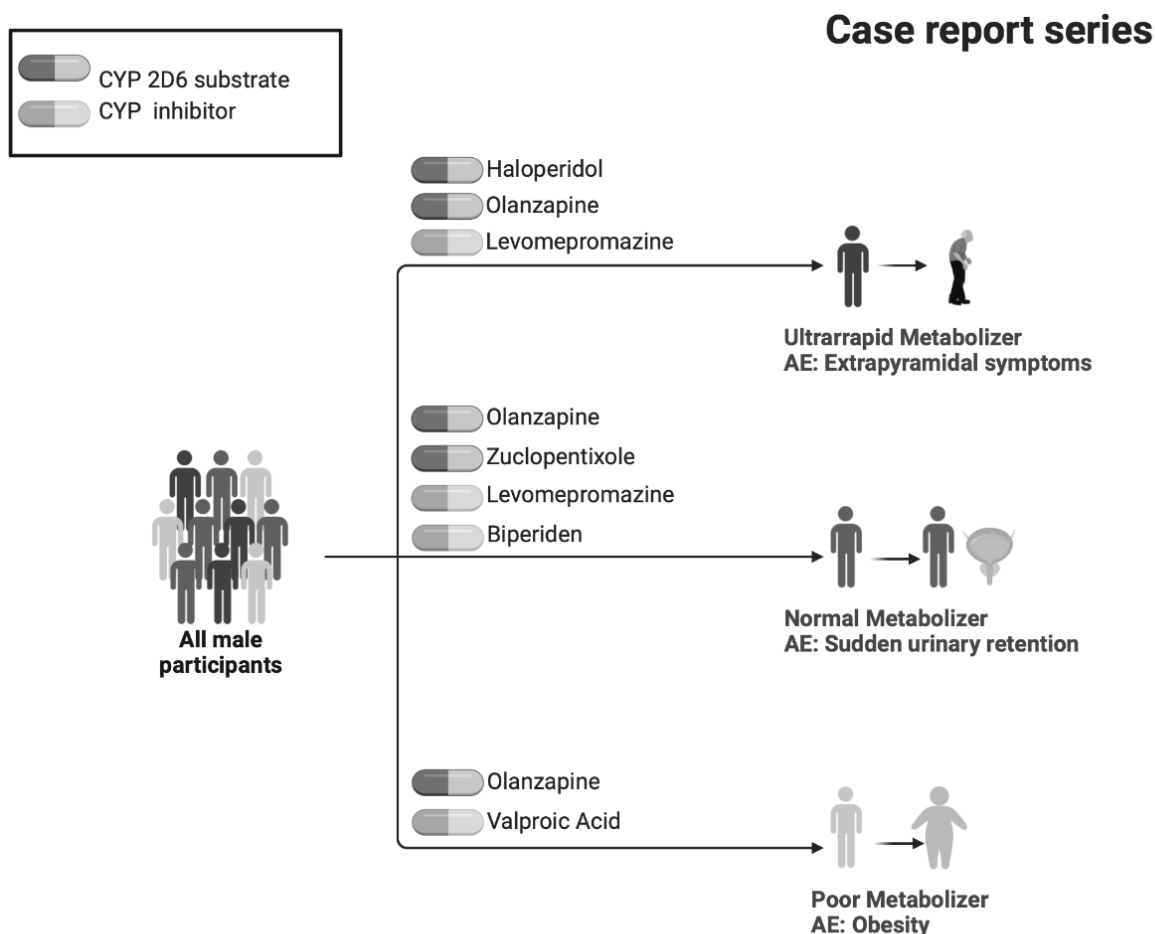 Case report series
CYP 2D6 substrate
CYP inhibitor
Haloperidol
Olanzapine
Levomepromazine
Ultrarrapid Metabolizer
AE: Extrapyramidal symptoms
Olanzapine
Zuclopentixole
Levomepromazine
Biperiden
All male
participants
Normal Metabolizer
AE: Sudden urinary retention
Olanzapine
Valproic Acid
Poor Metabolizer
AE: Obesity